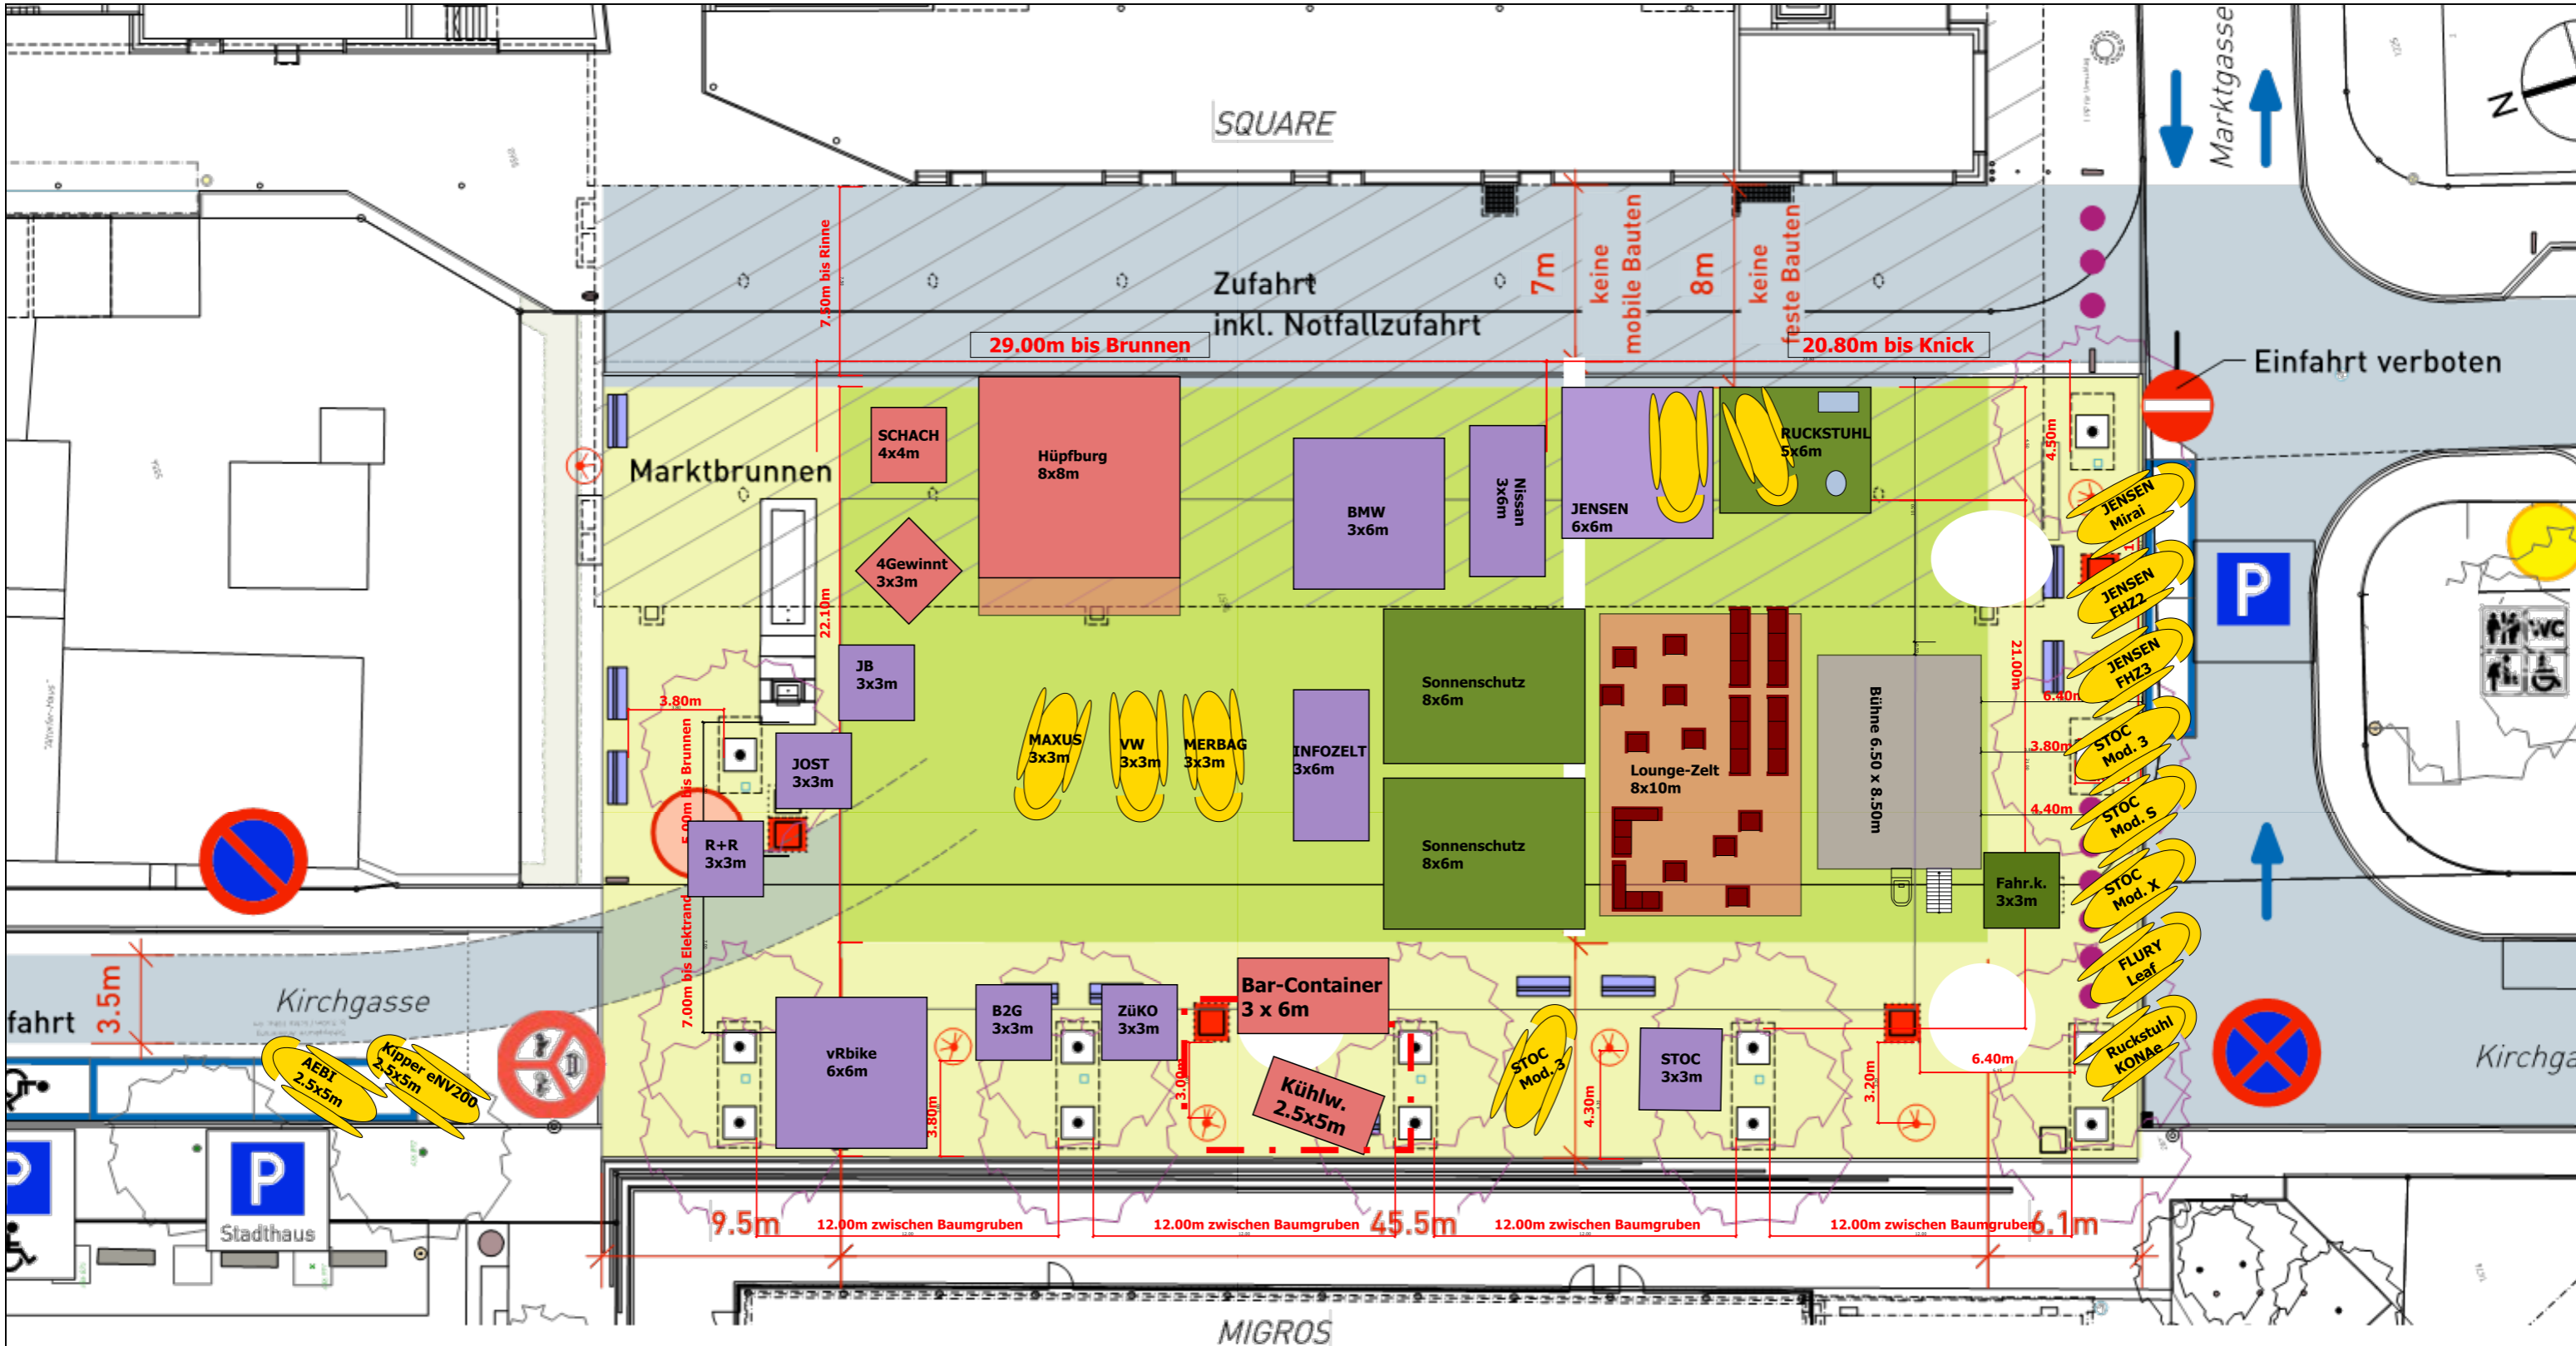 SQUARE
Marktgasse
N
Zufahrt
inkl. Notfallzufahrt
7.50m bis Rinne
7m
keine
mobile Bauten
8m
keine
feste Bauten
29.00m bis Brunnen
20.80m bis Knick
Einfahrt verboten
Marktbrunnen
SCHACH
4x4m
Hüpfburg
8x8m
BMW
3x6m
Nissan
3x6m
JENSEN
6x6m
RUCKSTUHL
5x6m
4.50m
JENSEN
Mirai
4Gewinnt
3x3m
22.10m
JENSEN
FHZ2
P
WC
JB
3x3m
Sonnenschutz
8x6m
21.00m
JENSEN
FHZ3
6.40m
3.80m
5.00m bis Brunnen
JOST
3x3m
MAXUS
3x3m
VW
3x3m
MERBAG
3x3m
INFOZELT
3x6m
Lounge-Zelt
8x10m
Bühne 6.50 x 8.50m
3.80m
STOC
Mod. 3
4.40m
STOC
Mod. S
R+R
3x3m
Sonnenschutz
8x6m
Fahr.k.
3x3m
STOC
Mod. X
7.00m bis Elektrand
3.5m
Kirchgasse
fahrt
FLURY
Leaf
Bar-Container
3 x 6m
B2G
3x3m
ZüKO
3x3m
vRbike
6x6m
AEBI
2.5x5m
Kipper eNV200
2.5x5m
3.80m
3.00m
Kühlw.
2.5x5m
STOC
Mod. 3
4.30m
STOC
3x3m
3.20m
6.40m
Ruckstuhl
KONAe
Kirchga
P
P
Stadthaus
9.5m
12.00m zwischen Baumgruben
12.00m zwischen Baumgruben
45.5m
12.00m zwischen Baumgruben
12.00m zwischen Baumgruben
6.1m
MIGROS